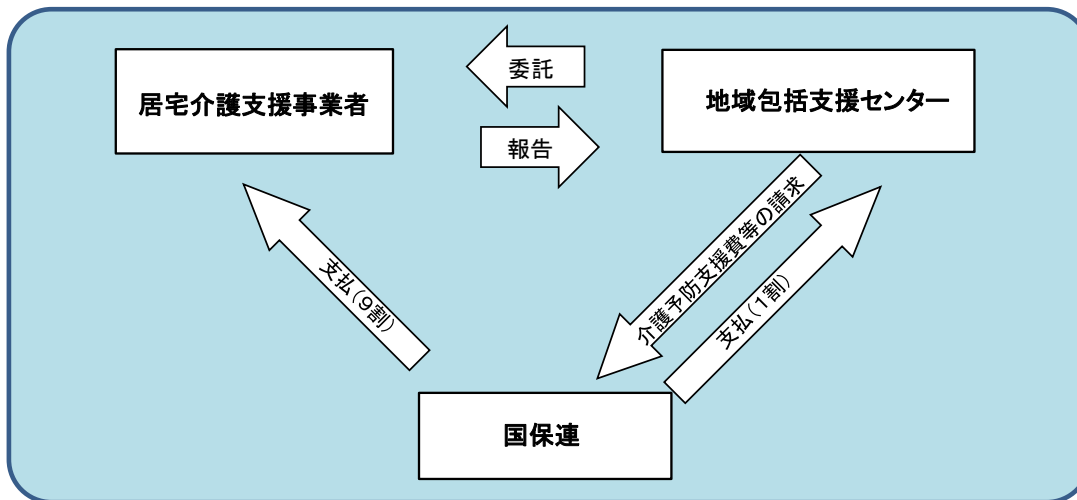 委託
居宅介護支援事業者
地域包括支援センター
報告
介護予防支援費等の請求
支払(9割)
支払(1割)
国保連